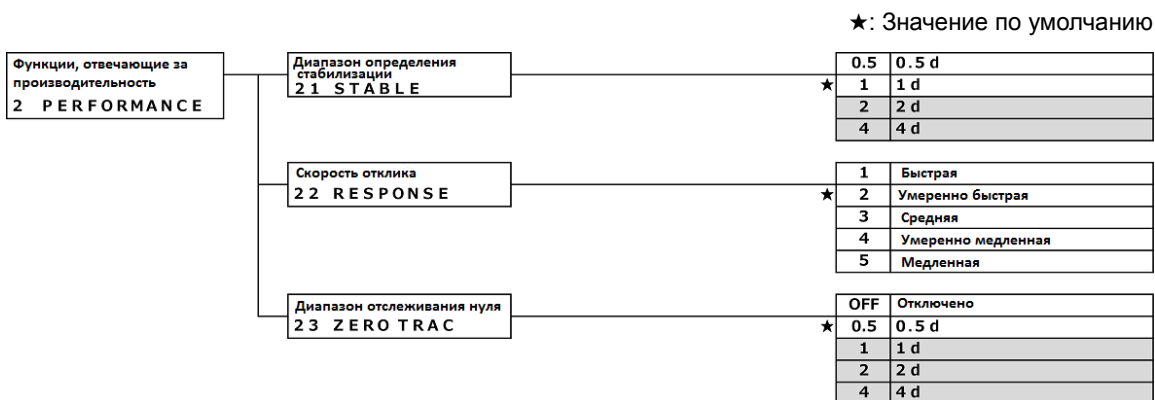 ★: Значение по умолчанию
Функции, отвечающие за
производительность
2 PERFORMANCE
Диапазон определения
стабилизации
21 STABLE
0.5 0.5 d
★ 1 1 d
2 2 d
4 4 d
Скорость отклика
22 RESPONSE
1 Быстрая
★ 2 Умеренно быстрая
3 Средняя
4 Умеренно медленная
5 Медленная
Диапазон отслеживания нуля
23 ZERO TRAC
OFF Отключено
★ 0.5 0.5 d
1 1 d
2 2 d
4 4 d